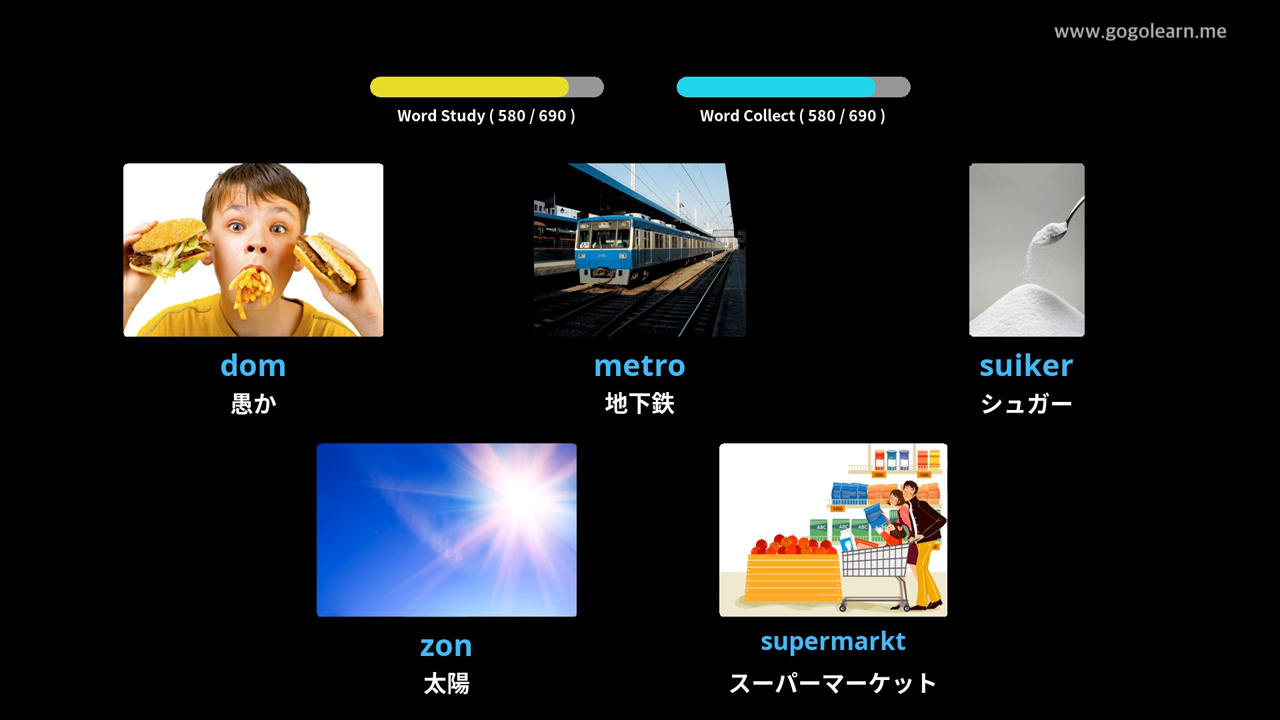 www.gogolearn.me
Word Study ( 580 / 690 )
Word Collect ( 580 / 690 )
dom
愚か
metro
地下鉄
suiker
シュガー
zon
太陽
supermarkt
スーパーマーケット